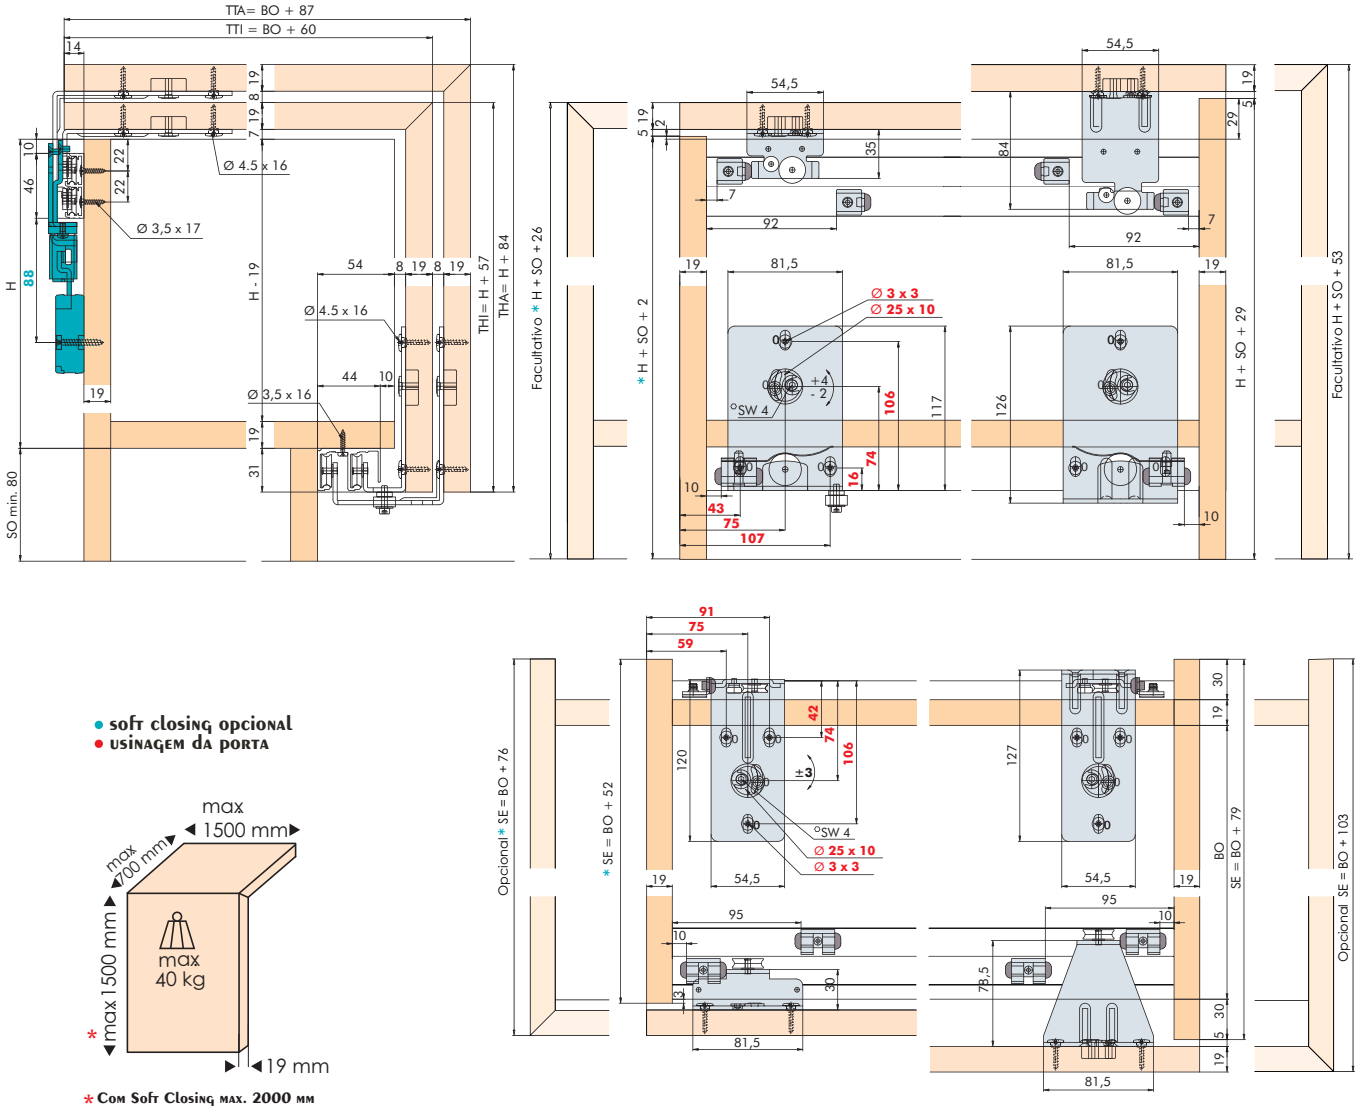 TTA= BO + 87
TTI = BO + 60
14
19
8
19
7
10
46
22
22
Ø 4.5 x 16
Ø 3,5 x 17
H
88
H - 19
54
8
19
8
19
Ø 4.5 x 16
44
10
Ø 3,5 x 16
19
19
31
SO min. 80
THI= H + 57
THA= H + 84
54,5
19
2
5
35
7
92
Facultativo * H + SO + 26
* H + SO + 2
19
81,5
Ø 3 x 3
Ø 25 x 10
0
+4
- 2
°SW 4
106
117
74
16
10
43
75
107
54,5
19
5
29
84
7
92
81,5
19
0
126
10
H + SO + 29
Facultativo H + SO + 53
91
75
59
42
74
106
0
0
0
120
±3
°SW 4
Ø 25 x 10
Ø 3 x 3
54,5
19
95
10
3
30
81,5
Opcional * SE = BO + 76
* SE = BO + 52
30
19
127
0
0
0
54,5
19
95
10
78,5
81,5
BO
30
5
19
SE = BO + 79
Opcional SE = BO + 103
• soft closing opcional
• usinagem da porta
max
1500 mm
max
700 mm
* max 1500 mm
max
40 kg
19 mm
* Com Soft Closing max. 2000 mm